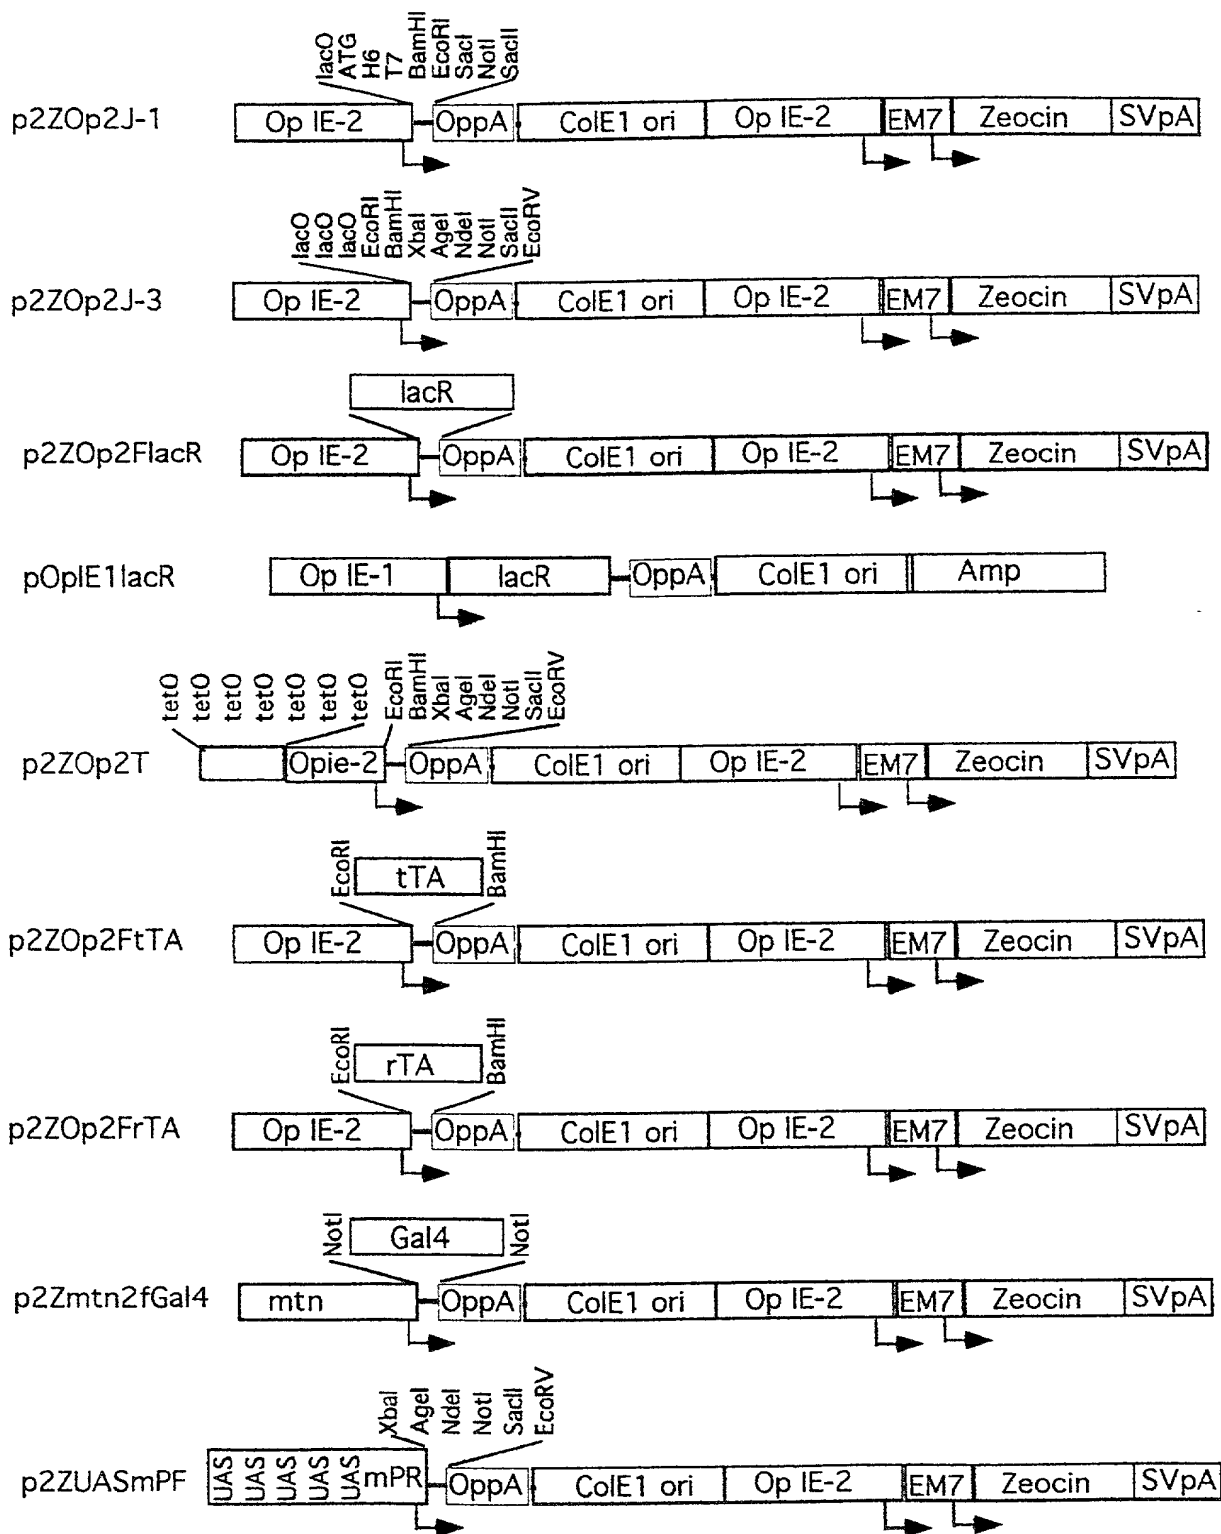 lacO ATG H6 T7 BamHI EcoRI SacI NotI SacII
p2ZOp2J-1 Op IE-2 OppA ColE1 ori Op IE-2 EM7 Zeocin SVpA
lacO lacO lacO EcoRI BamHI XbaI AgeI NdeI NotI SacII EcoRV
p2ZOp2J-3 Op IE-2 OppA ColE1 ori Op IE-2 EM7 Zeocin SVpA
lacR
p2ZOp2FlacR Op IE-2 OppA ColE1 ori Op IE-2 EM7 Zeocin SVpA
pOpIE1lacR Op IE-1 lacR OppA ColE1 ori Amp
tetO tetO tetO tetO tetO tetO tetO EcoRI BamHI XbaI AgeI NdeI NotI SacII EcoRV
p2ZOp2T Opie-2 OppA ColE1 ori Op IE-2 EM7 Zeocin SVpA
EcoRI tTA BamHI
p2ZOp2FtTA Op IE-2 OppA ColE1 ori Op IE-2 EM7 Zeocin SVpA
EcoRI rTA BamHI
p2ZOp2FrTA Op IE-2 OppA ColE1 ori Op IE-2 EM7 Zeocin SVpA
NotI Gal4 NotI
p2Zmtn2fGal4 mtn OppA ColE1 ori Op IE-2 EM7 Zeocin SVpA
XbaI AgeI NdeI NotI SacII EcoRV
p2ZUASmPF UAS UAS UAS UAS UAS mPR OppA ColE1 ori Op IE-2 EM7 Zeocin SVpA